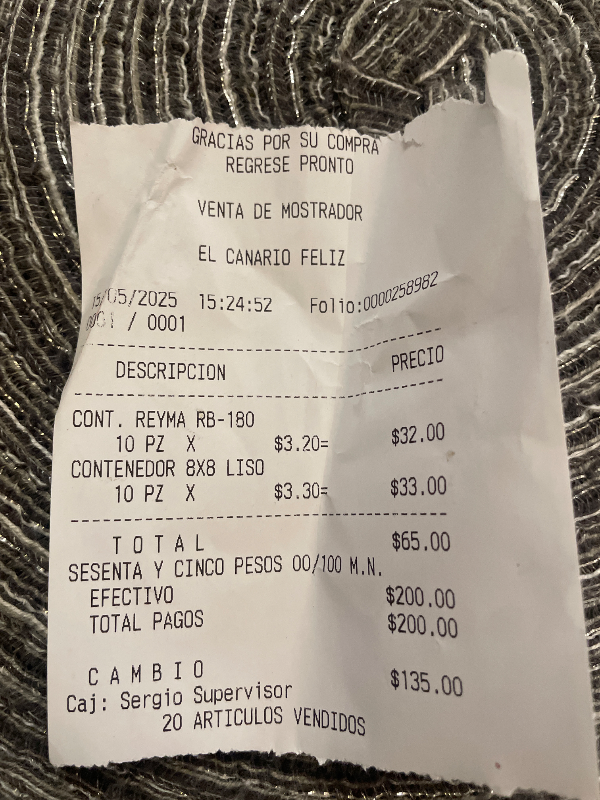 GRACIAS POR SU COMPRA
REGRESE PRONTO
VENTA DE MOSTRADOR
EL CANARIO FELIZ
15/05/2025 15:24:52 Folio:0000258982
0001 / 0001
DESCRIPCION PRECIO
CONT. REYMA RB-180
10 PZ X $3.20= $32.00
CONTENEDOR 8X8 LISO
10 PZ X $3.30= $33.00
T O T A L $65.00
SESENTA Y CINCO PESOS 00/100 M.N.
EFECTIVO $200.00
TOTAL PAGOS $200.00
C A M B I O $135.00
Caj: Sergio Supervisor
20 ARTICULOS VENDIDOS